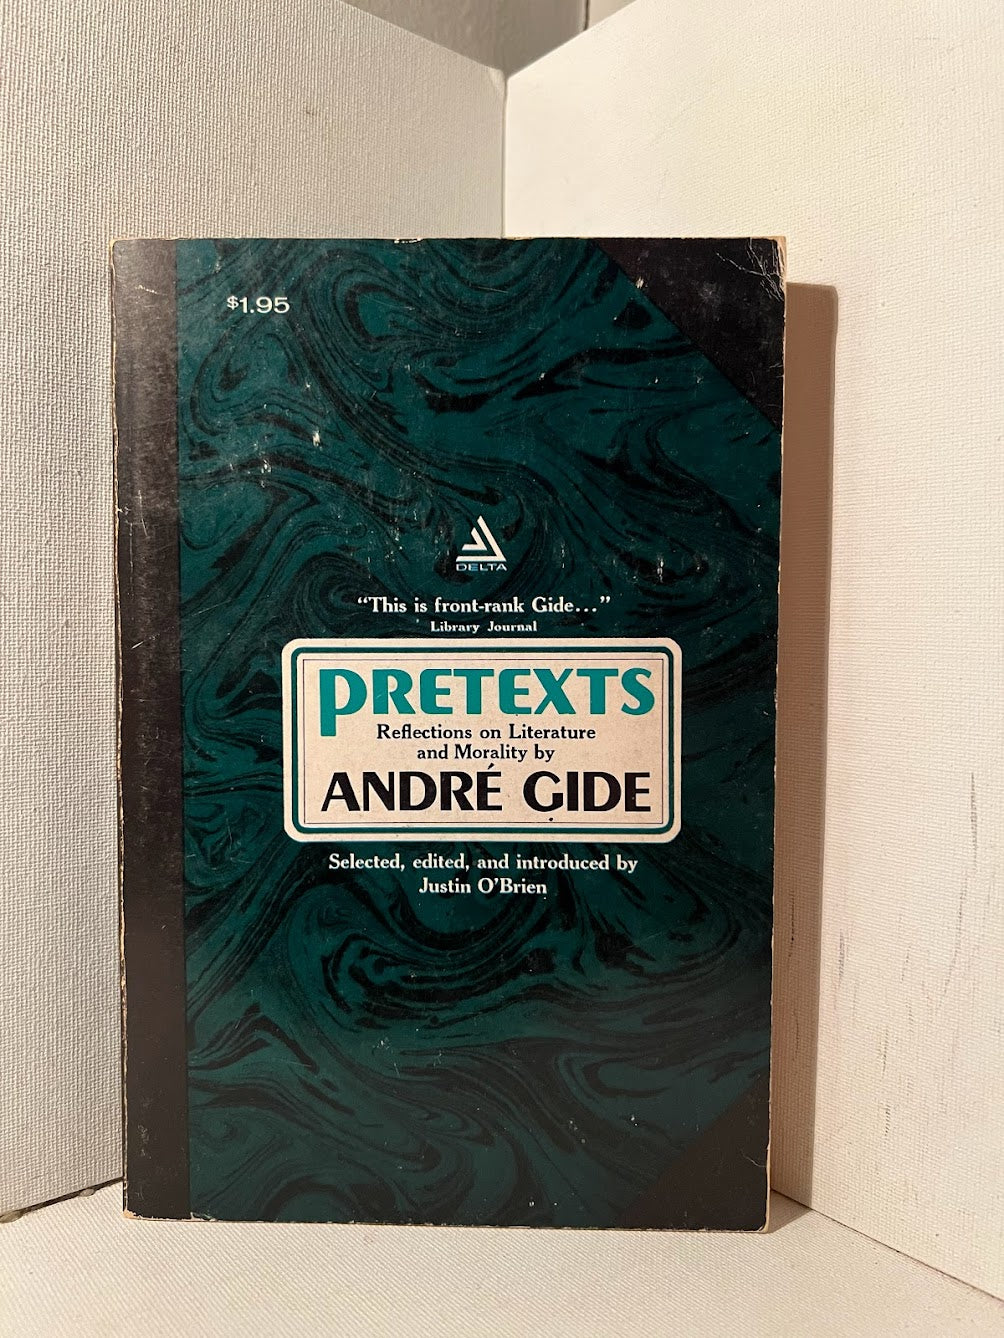 $1.95
DELTA
“This is front-rank Gide...”
Library Journal
PRETEXTS
Reflections on Literature
and Morality by
ANDRÉ GIDE
Selected, edited, and introduced by
Justin O’Brien